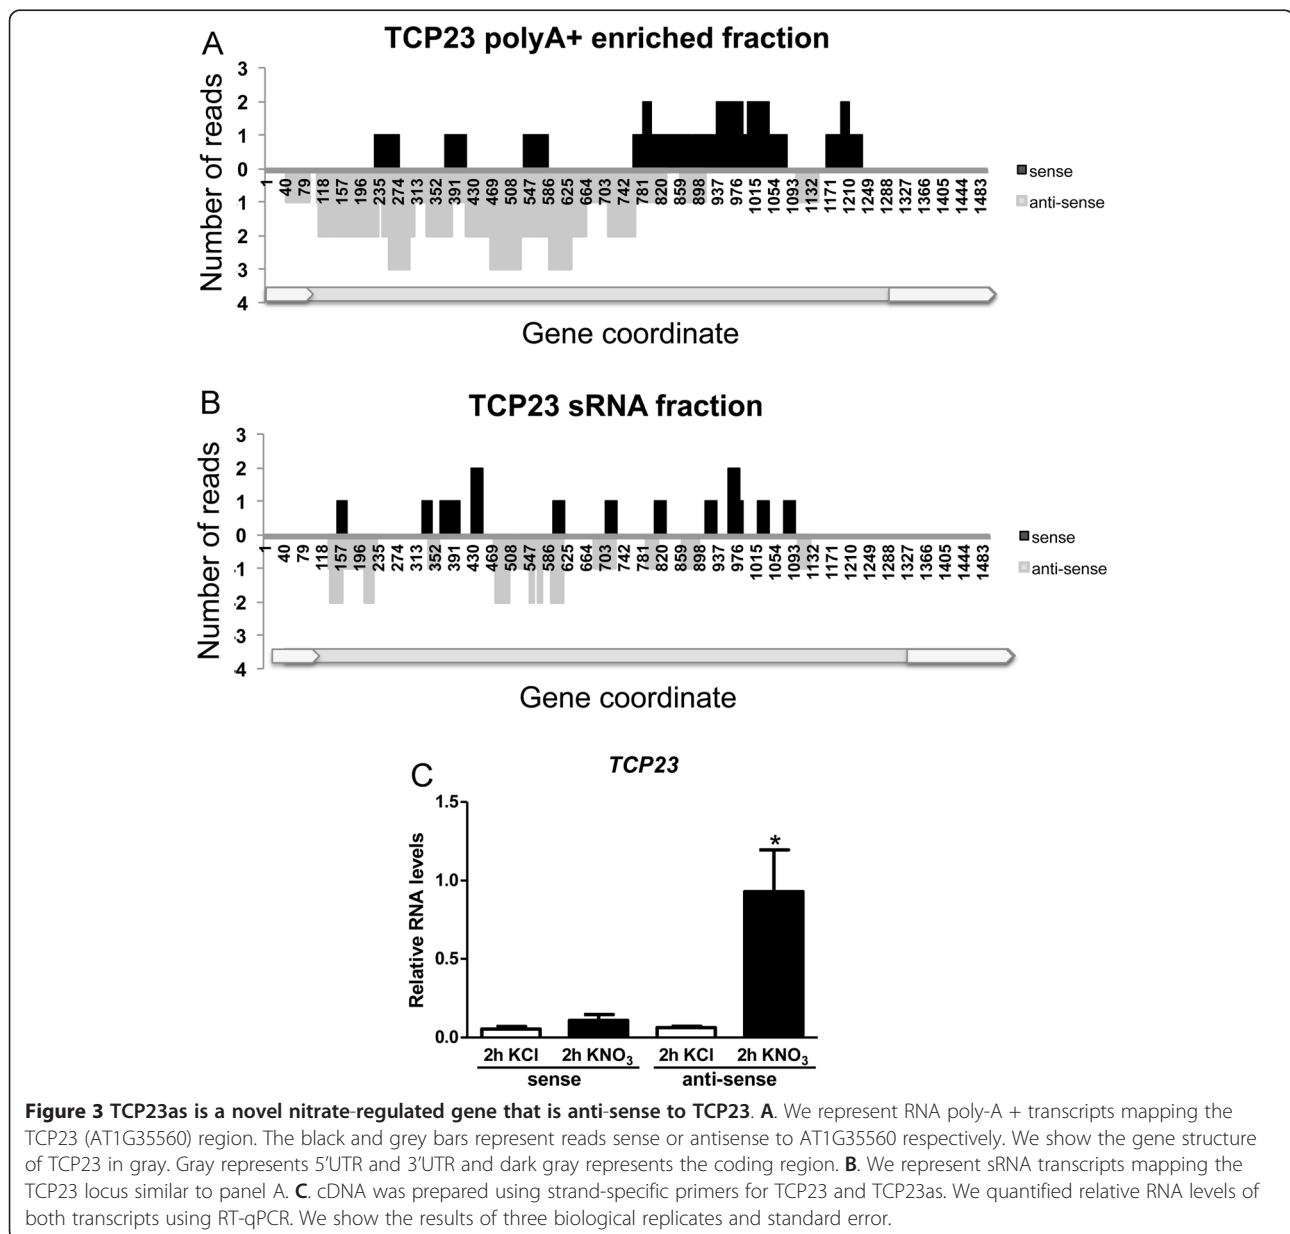 A
TCP23 polyA+ enriched fraction
Number of reads
3
2
1
0
1
2
3
4
1 40 79 118 157 196 235 274 313 352 391 430 469 508 547 586 625 664 703 742 781 820 859 898 937 976 1015 1054 1093 1132 1171 1210 1249 1288 1327 1366 1405 1444 1483
sense
anti-sense
Gene coordinate
B
TCP23 sRNA fraction
Number of reads
3
2
1
0
-1
-2
-3
-4
1 40 79 118 157 196 235 274 313 352 391 430 469 508 547 586 625 664 703 742 781 820 859 898 937 976 1015 1054 1093 1132 1171 1210 1249 1288 1327 1366 1405 1444 1483
sense
anti-sense
Gene coordinate
C
TCP23
Relative RNA levels
1.5
1.0
0.5
0.0
*
2h KCl 2h KNO₃ 2h KCl 2h KNO₃
sense anti-sense
Figure 3 TCP23as is a novel nitrate-regulated gene that is anti-sense to TCP23. A. We represent RNA poly-A + transcripts mapping the
TCP23 (AT1G35560) region. The black and grey bars represent reads sense or antisense to AT1G35560 respectively. We show the gene structure
of TCP23 in gray. Gray represents 5′UTR and 3′UTR and dark gray represents the coding region. B. We represent sRNA transcripts mapping the
TCP23 locus similar to panel A. C. cDNA was prepared using strand-specific primers for TCP23 and TCP23as. We quantified relative RNA levels of
both transcripts using RT-qPCR. We show the results of three biological replicates and standard error.